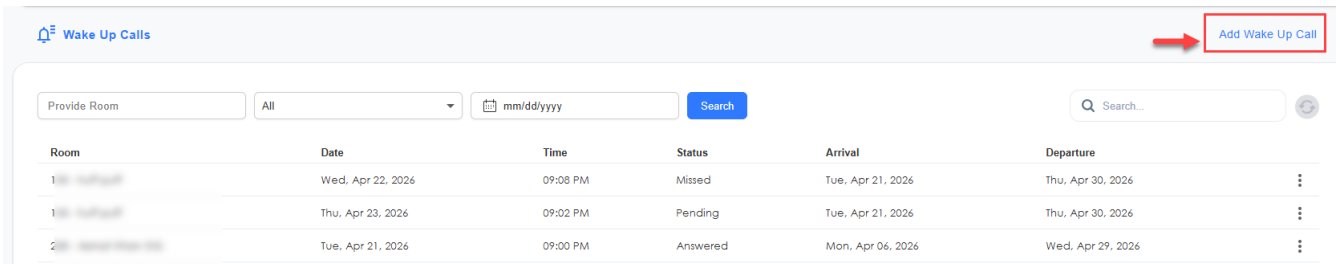 Wake Up Calls
Add Wake Up Call
Provide Room All mm/dd/yyyy Search Search...
Room Date Time Status Arrival Departure
Wed, Apr 22, 2026 09:08 PM Missed Tue, Apr 21, 2026 Thu, Apr 30, 2026
Thu, Apr 23, 2026 09:02 PM Pending Tue, Apr 21, 2026 Thu, Apr 30, 2026
Tue, Apr 21, 2026 09:00 PM Answered Mon, Apr 06, 2026 Wed, Apr 29, 2026